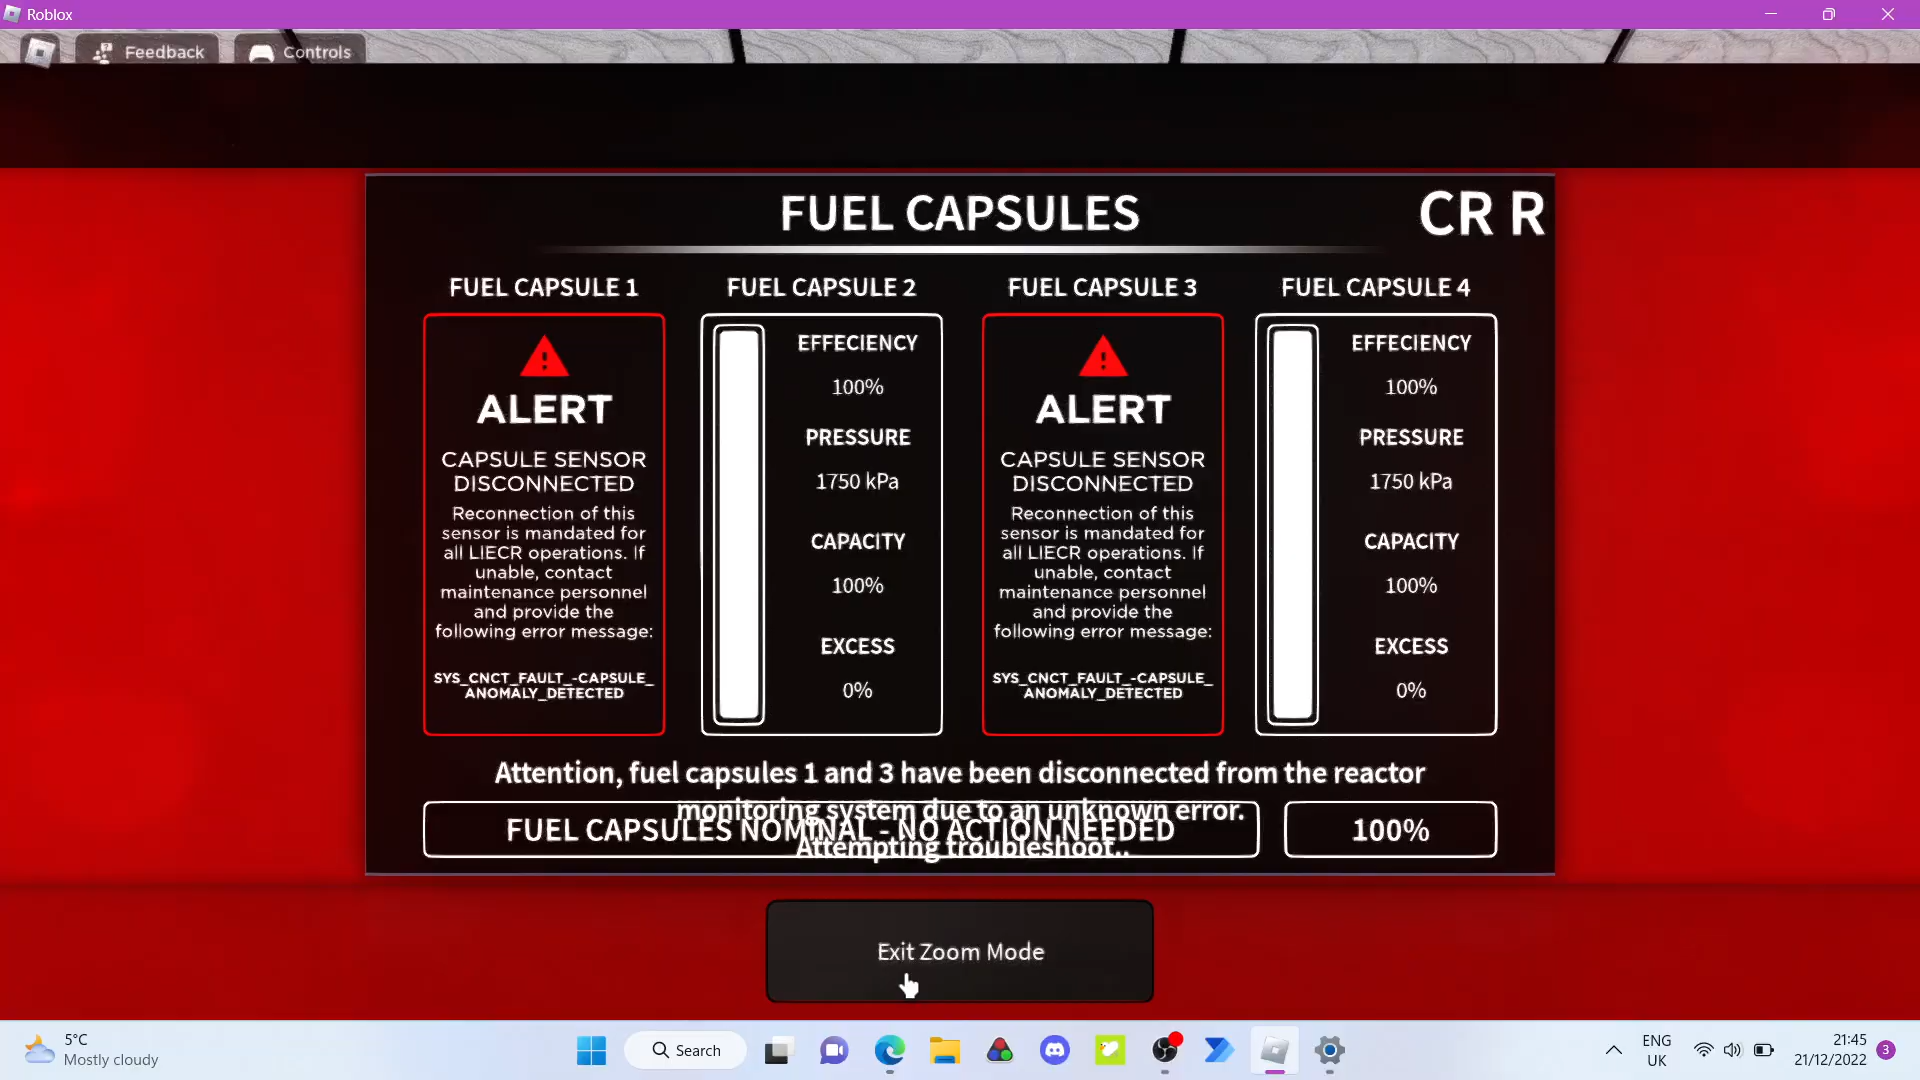 Roblox
Feedback
Controls
FUEL CAPSULES
CR R
FUEL CAPSULE 1
ALERT
CAPSULE SENSOR
DISCONNECTED
Reconnection of this
sensor is mandated for
all LIECR operations. If
unable, contact
maintenance personnel
and provide the
following error message:
SYS_CNCT_FAULT_-CAPSULE_
ANOMALY_DETECTED
FUEL CAPSULE 2
EFFECIENCY
100%
PRESSURE
1750 kPa
CAPACITY
100%
EXCESS
0%
FUEL CAPSULE 3
ALERT
CAPSULE SENSOR
DISCONNECTED
Reconnection of this
sensor is mandated for
all LIECR operations. If
unable, contact
maintenance personnel
and provide the
following error message:
SYS_CNCT_FAULT_-CAPSULE_
ANOMALY_DETECTED
FUEL CAPSULE 4
EFFECIENCY
100%
PRESSURE
1750 kPa
CAPACITY
100%
EXCESS
0%
Attention, fuel capsules 1 and 3 have been disconnected from the reactor
monitoring system due to an unknown error.
Attempting troubleshoot..
FUEL CAPSULES NOMINAL - NO ACTION NEEDED
100%
Exit Zoom Mode
5°C
Mostly cloudy
Search
ENG
UK
21:45
21/12/2022
3